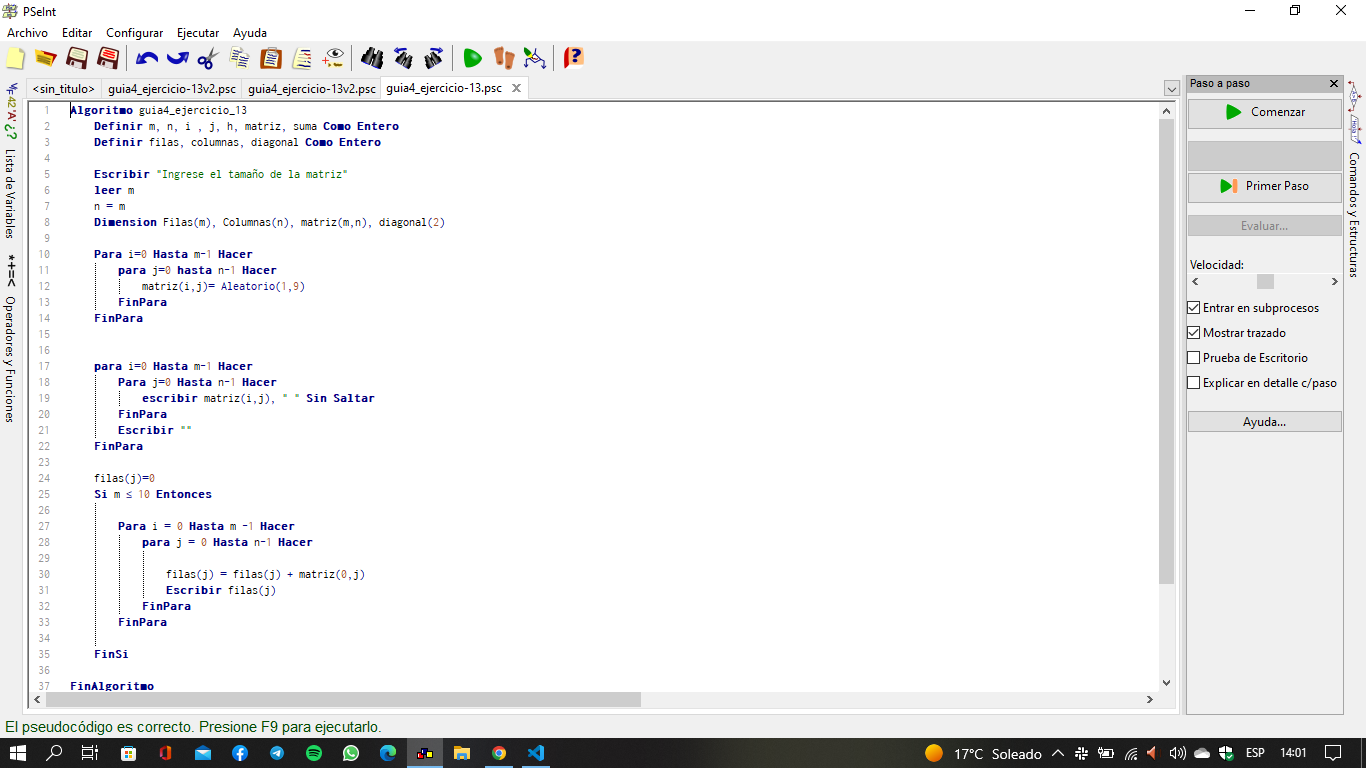 PSeInt
Archivo Editar Configurar Ejecutar Ayuda
<sin_titulo> guia4_ejercicio-13v2.psc guia4_ejercicio-13v2.psc guia4_ejercicio-13.psc
1 Algoritmo guia4_ejercicio_13
2 Definir m, n, i , j, h, matriz, suma Como Entero
3 Definir filas, columnas, diagonal Como Entero
4
5 Escribir "Ingrese el tamaño de la matriz"
6 leer m
7 n = m
8 Dimension Filas(m), Columnas(n), matriz(m,n), diagonal(2)
9
10 Para i=0 Hasta m-1 Hacer
11 para j=0 hasta n-1 Hacer
12 matriz(i,j)= Aleatorio(1,9)
13 FinPara
14 FinPara
15
16
17 para i=0 Hasta m-1 Hacer
18 Para j=0 Hasta n-1 Hacer
19 escribir matriz(i,j), " " Sin Saltar
20 FinPara
21 Escribir ""
22 FinPara
23
24 filas(j)=0
25 Si m ≤ 10 Entonces
26
27 Para i = 0 Hasta m -1 Hacer
28 para j = 0 Hasta n-1 Hacer
29
30 filas(j) = filas(j) + matriz(0,j)
31 Escribir filas(j)
32 FinPara
33 FinPara
34
35 FinSi
36
37 FinAlgoritmo
42 'A' ¿?
Lista de Variables
*+=<
Operadores y Funciones
Paso a paso
Comenzar
Primer Paso
Evaluar...
Velocidad:
Entrar en subprocesos
Mostrar trazado
Prueba de Escritorio
Explicar en detalle c/paso
Ayuda...
Comandos y Estructuras
El pseudocódigo es correcto. Presione F9 para ejecutarlo.
17°C Soleado ESP 14:01